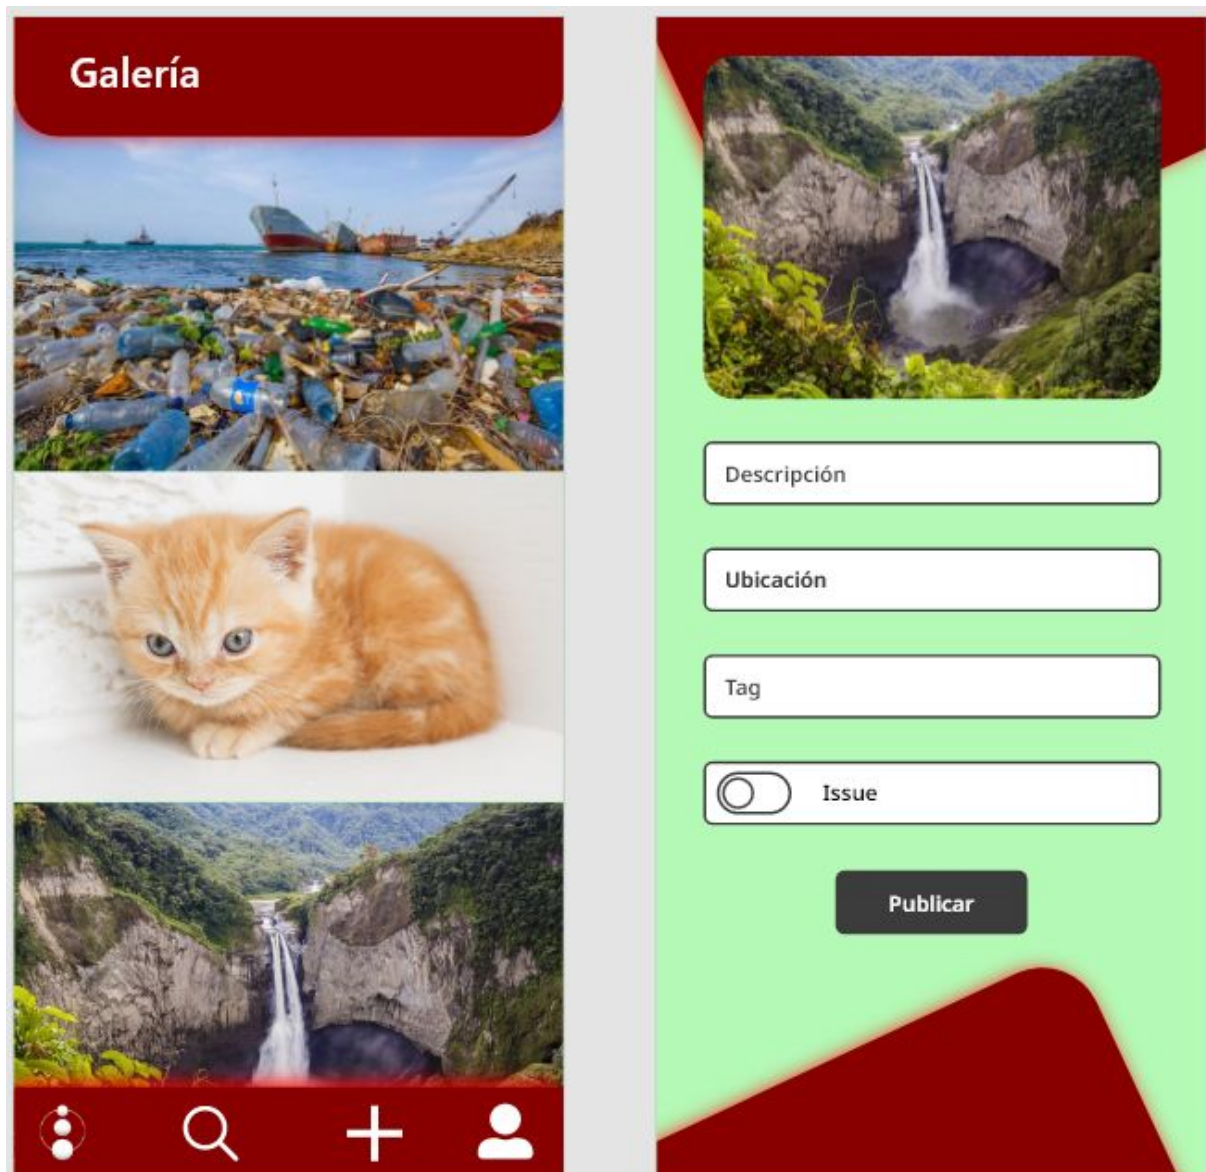 Galería
Descripción
Ubicación
Tag
Issue
Publicar